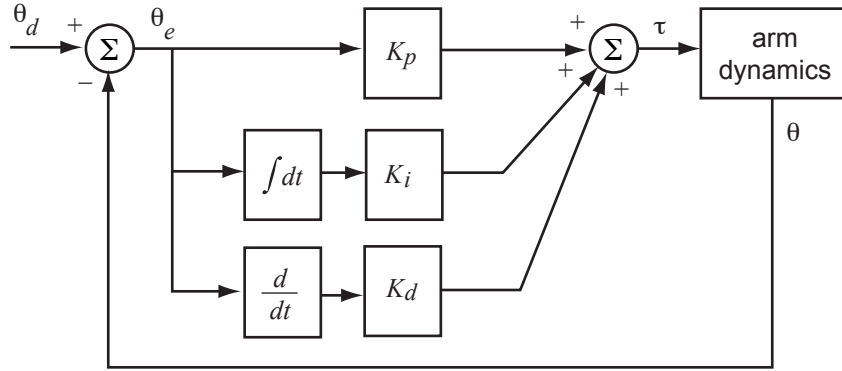 θd
+
−
Σ
θe
Kp
+
+
+
Σ
τ
arm
dynamics
θ
∫dt
Ki
d
dt
Kd